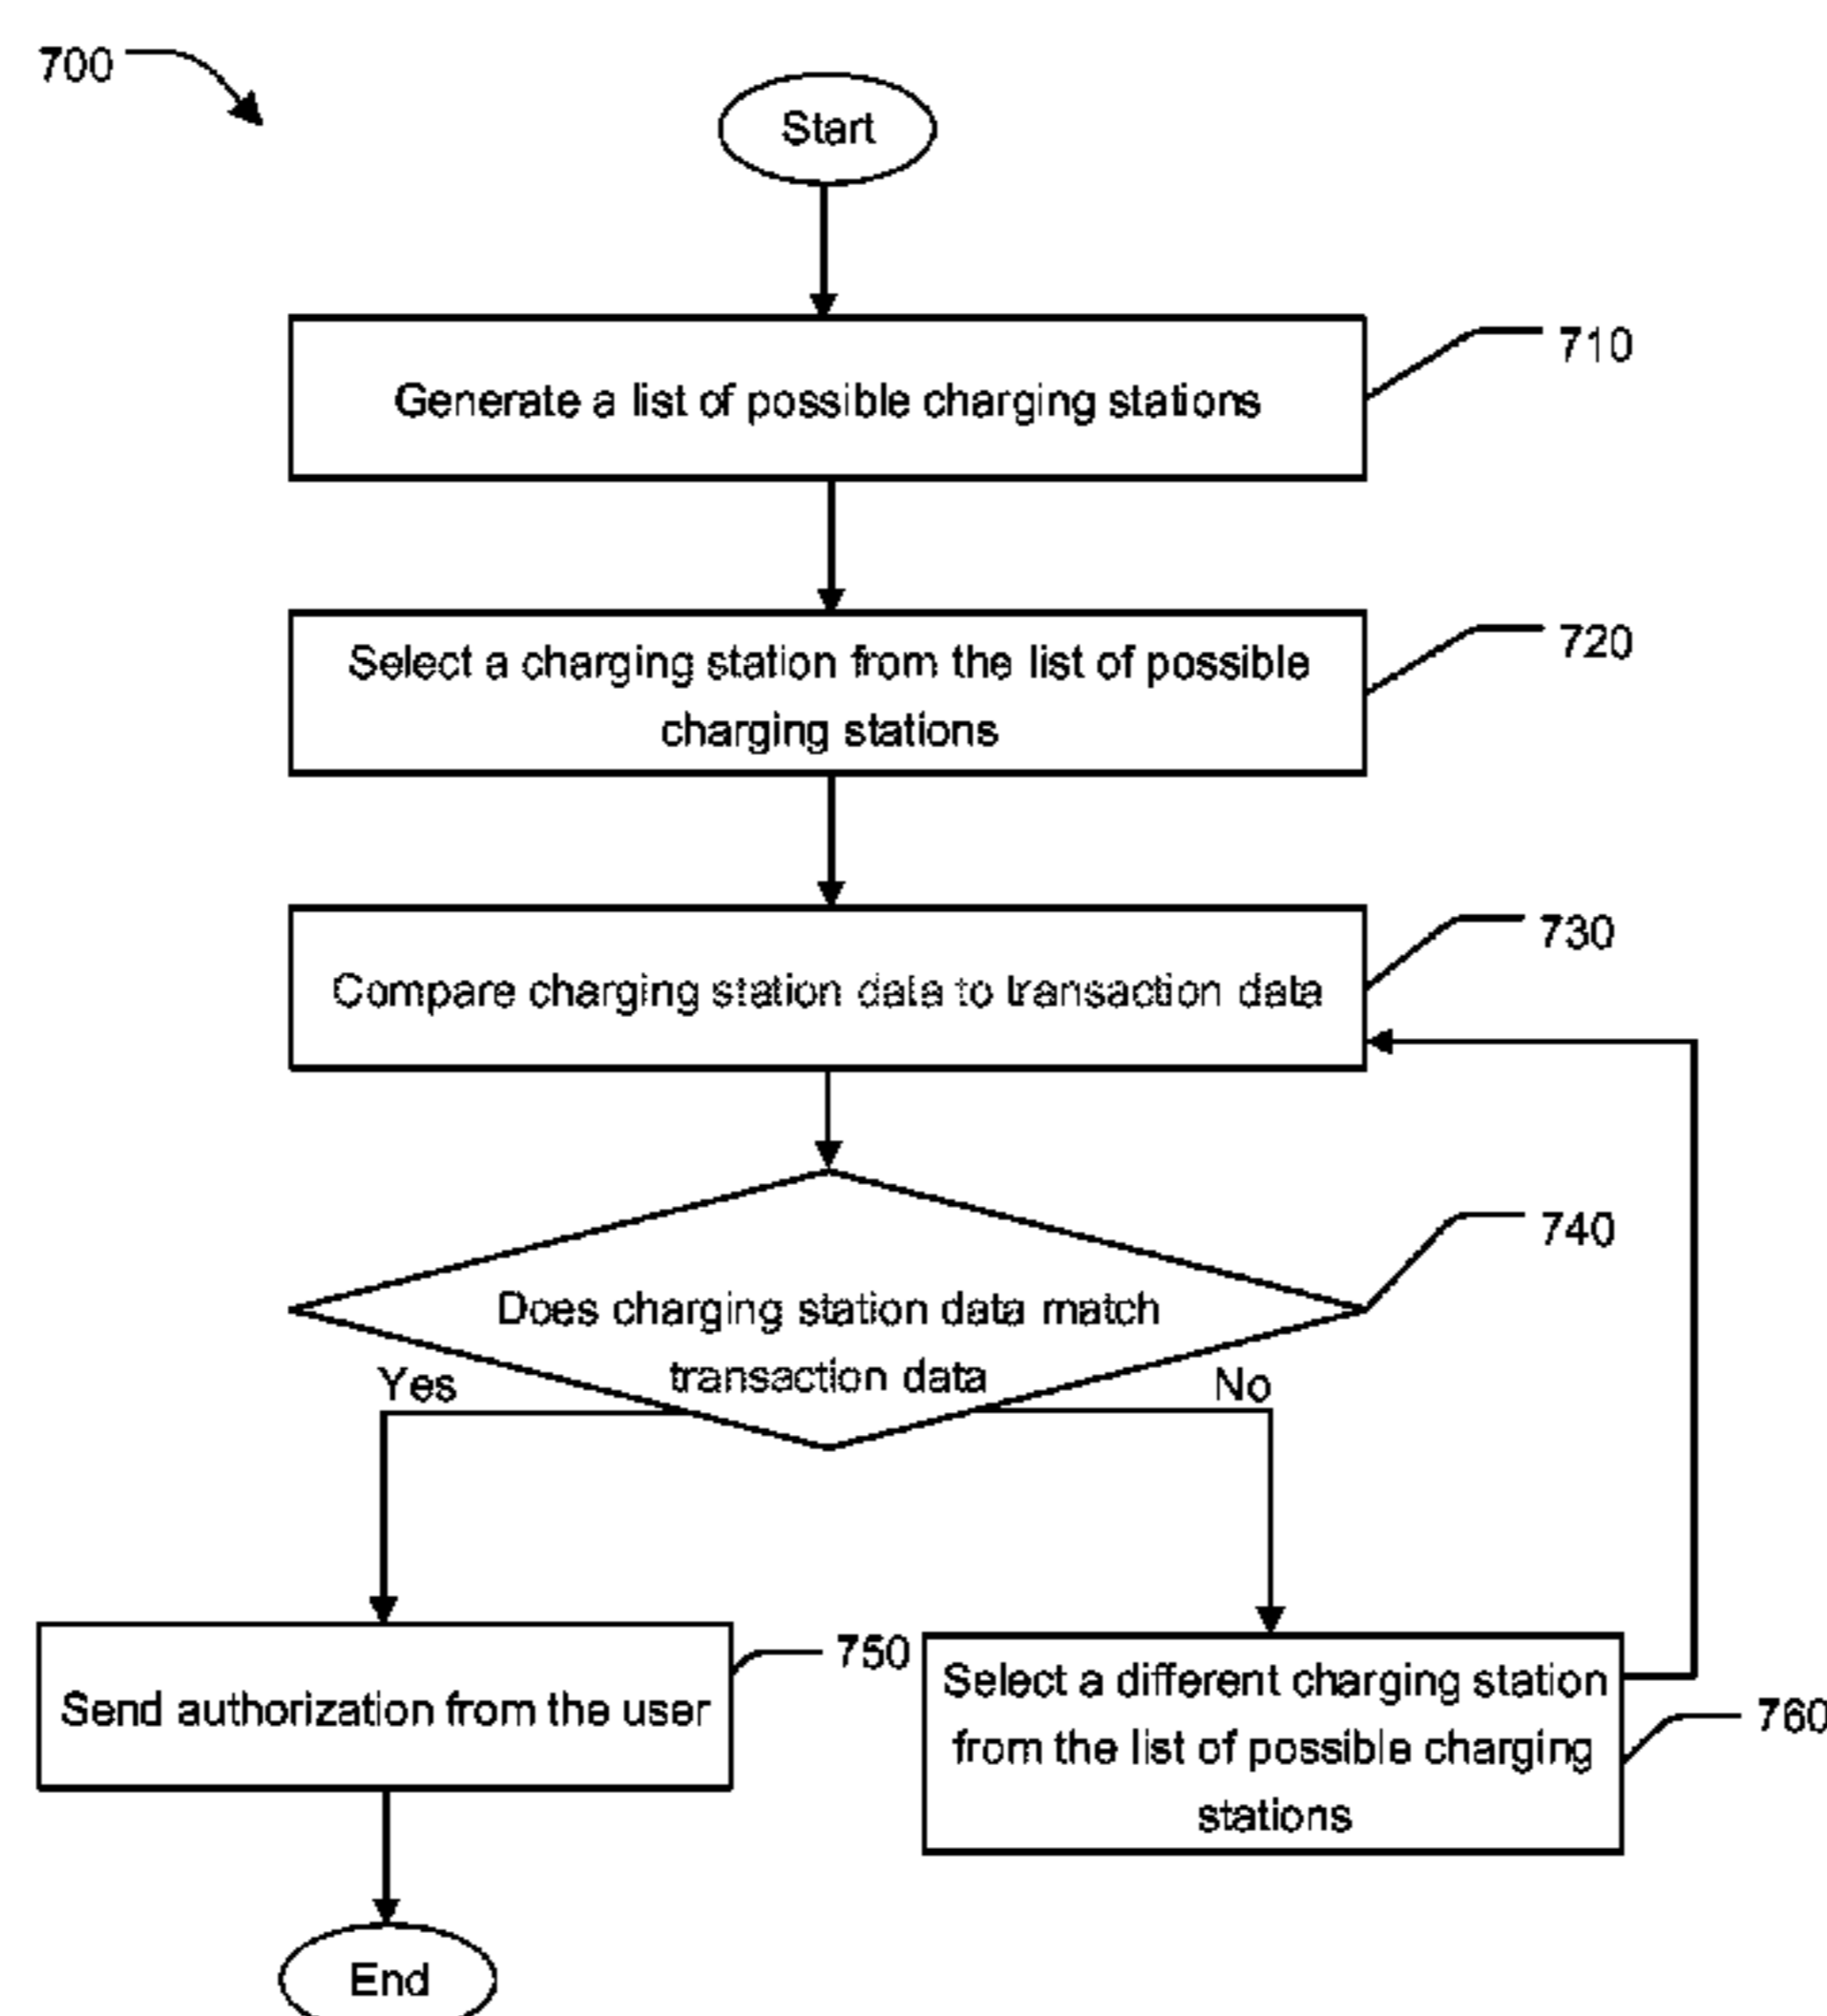 700
Start
Generate a list of possible charging stations
710
Select a charging station from the list of possible
charging stations
720
Compare charging station data to transaction data
730
Does charging station data match
transaction data
740
Yes
No
Send authorization from the user
750
Select a different charging station
from the list of possible charging
stations
760
End